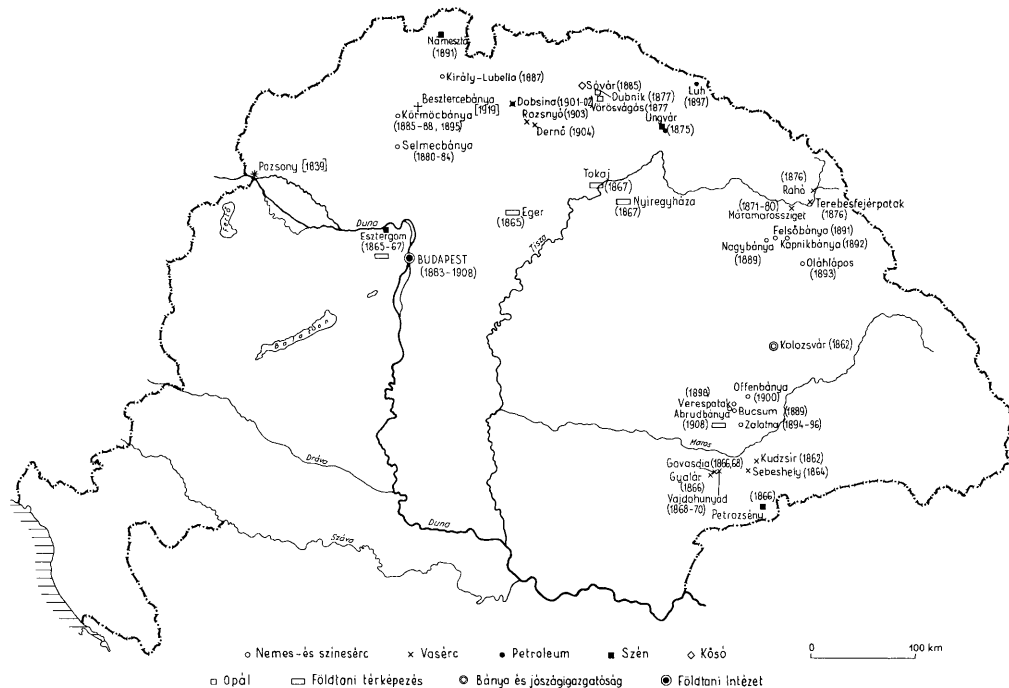 Námesztó
(1891)
Király-Lubella (1887)
Besztercebánya
[1919]
Körmöcbánya
(1885-88, 1895)
Selmecbánya
(1880-84)
Pozsony [1839]
Sóvár (1885)
Dubnik (1877)
Vörösvágás (1877
Dobsina (1901-02)
Rozsnyó (1903)
Dernő (1904)
Ungvár
(1875)
Luh
(1897)
Tokaj
(1867)
Nyíregyháza
(1867)
Eger
(1865)
Tisza
Duna
Esztergom
(1865-67)
BUDAPEST
(1883-1908)
(1876)
Rahó
Terebesfejérpatak
(1876)
(1871-80)
Máramarossziget
Felsőbánya (1891)
Kapnikbánya (1892)
Nagybánya
(1889)
Oláhlápos
(1893)
Kolozsvár (1862)
Offenbánya
(1900)
Verespatak
Bucsum (1889)
Abrudbánya
(1908)
Zalatna (1894-96)
Maros
Kudzsir (1862)
Sebeshely (1864)
Govasdia (1866,68)
Gyalár
(1866)
Vajdahunyad
(1868-70)
(1866)
Petrozsény
Dráva
Duna
Száva
0 100 km
Nemes-és színesérc
Vasérc
Petroleum
Szén
Kősó
Opál
Földtani térképezés
Bánya és jószágigazgatóság
Földtani Intézet